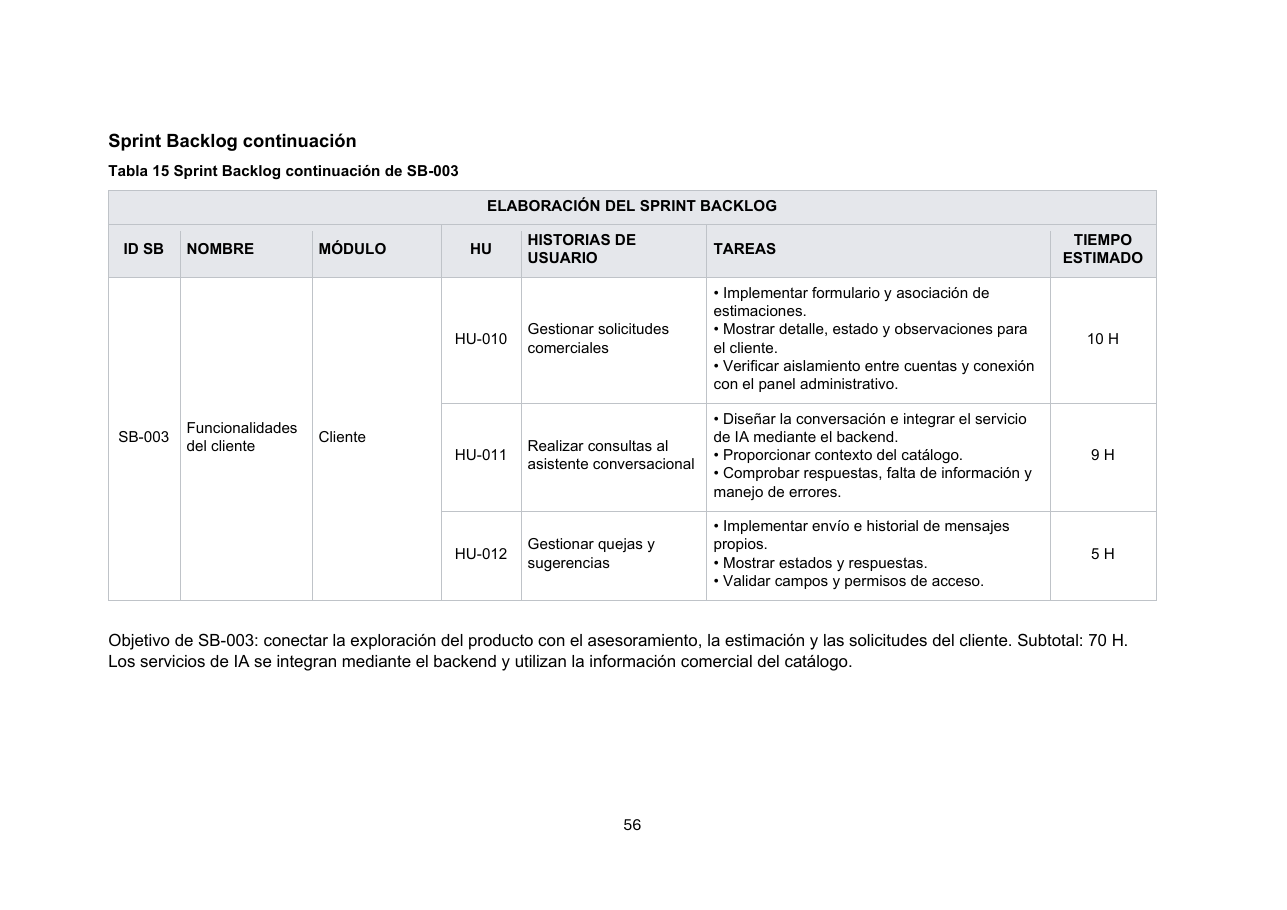 Sprint Backlog continuación
Tabla 15 Sprint Backlog continuación de SB-003
ELABORACIÓN DEL SPRINT BACKLOG
ID SB
NOMBRE
MÓDULO
HU
HISTORIAS DE
USUARIO
TAREAS
TIEMPO
ESTIMADO
SB-003
Funcionalidades
del cliente
Cliente
HU-010
Gestionar solicitudes
comerciales
• Implementar formulario y asociación de
estimaciones.
• Mostrar detalle, estado y observaciones para
el cliente.
• Verificar aislamiento entre cuentas y conexión
con el panel administrativo.
10 H
HU-011
Realizar consultas al
asistente conversacional
• Diseñar la conversación e integrar el servicio
de IA mediante el backend.
• Proporcionar contexto del catálogo.
• Comprobar respuestas, falta de información y
manejo de errores.
9 H
HU-012
Gestionar quejas y
sugerencias
• Implementar envío e historial de mensajes
propios.
• Mostrar estados y respuestas.
• Validar campos y permisos de acceso.
5 H
Objetivo de SB-003: conectar la exploración del producto con el asesoramiento, la estimación y las solicitudes del cliente. Subtotal: 70 H.
Los servicios de IA se integran mediante el backend y utilizan la información comercial del catálogo.
56